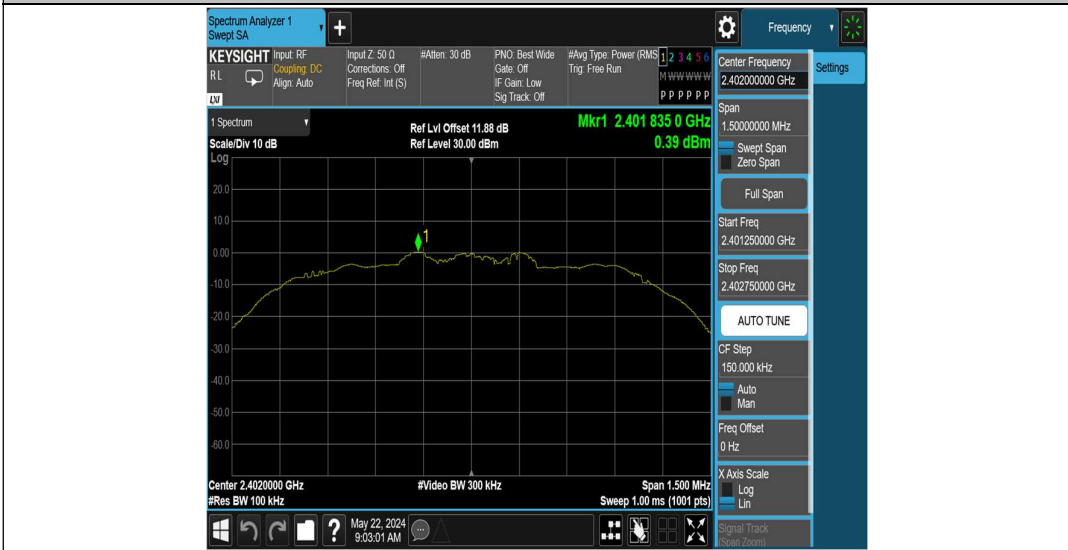 Spectrum Analyzer 1
Swept SA
KEYSIGHT
RL
LXI
Input: RF
Coupling: DC
Align: Auto
Input Z: 50 Ω
Corrections: Off
Freq Ref: Int (S)
#Atten: 30 dB
PNO: Best Wide
Gate: Off
IF Gain: Low
Sig Track: Off
#Avg Type: Power (RMS
Trig: Free Run
1 2 3 4 5 6
M W W W W W
P P P P P P
1 Spectrum
Scale/Div 10 dB
Log
Ref Lvl Offset 11.88 dB
Ref Level 30.00 dBm
Mkr1 2.401 835 0 GHz
0.39 dBm
20.0
10.0
0.00
-10.0
-20.0
-30.0
-40.0
-50.0
-60.0
1
Center 2.4020000 GHz
#Res BW 100 kHz
#Video BW 300 kHz
Span 1.500 MHz
Sweep 1.00 ms (1001 pts)
?
May 22, 2024
9:03:01 AM
Frequency
Settings
Center Frequency
2.402000000 GHz
Span
1.50000000 MHz
Swept Span
Zero Span
Full Span
Start Freq
2.401250000 GHz
Stop Freq
2.402750000 GHz
AUTO TUNE
CF Step
150.000 kHz
Auto
Man
Freq Offset
0 Hz
X Axis Scale
Log
Lin
Signal Track
(Span Zoom)